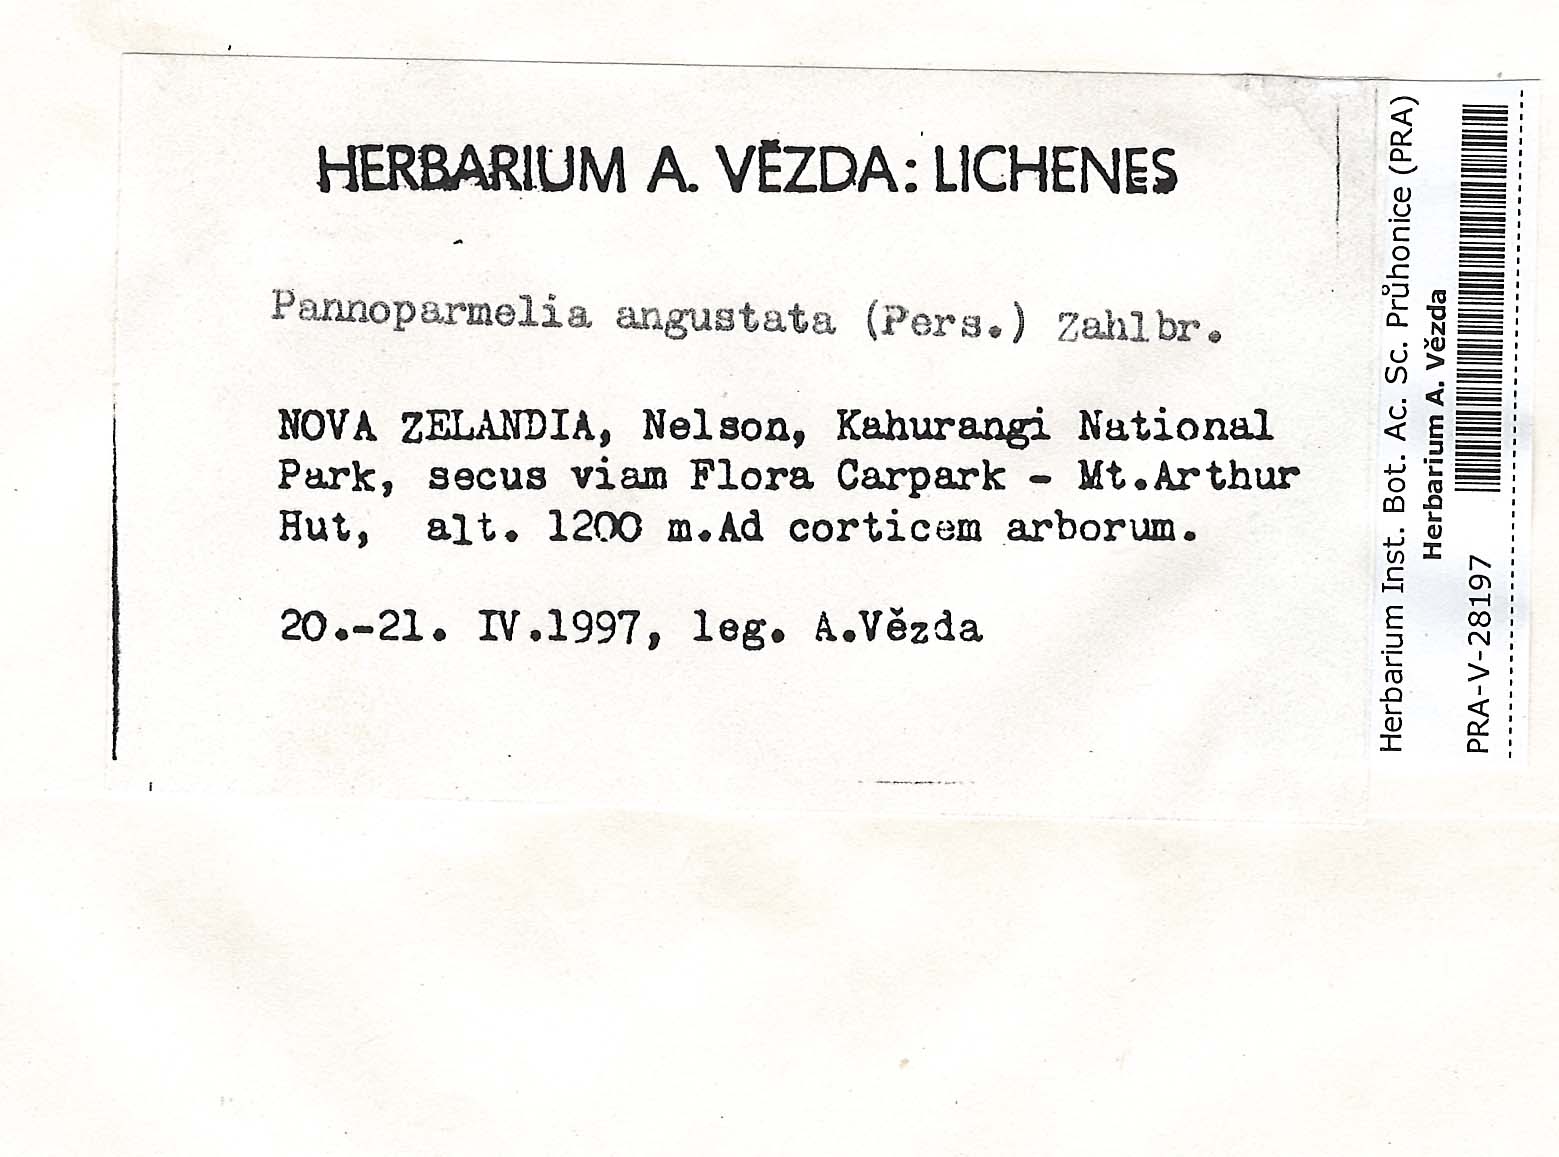 HERBARIUM A. VĚZDA: LICHENES
Pannoparmelia angustata (Pers.) Zahlbr.
NOVA ZELANDIA, Nelson, Kahurangi National
Park, secus viam Flora Carpark - Mt.Arthur
Hut, alt. 1200 m.Ad corticem arborum.
20.-21. IV.1997, leg. A.Vězda
Herbarium Inst. Bot. Ac. Sc. Průhonice (PRA)
Herbarium A. Vězda
PRA-V-28197